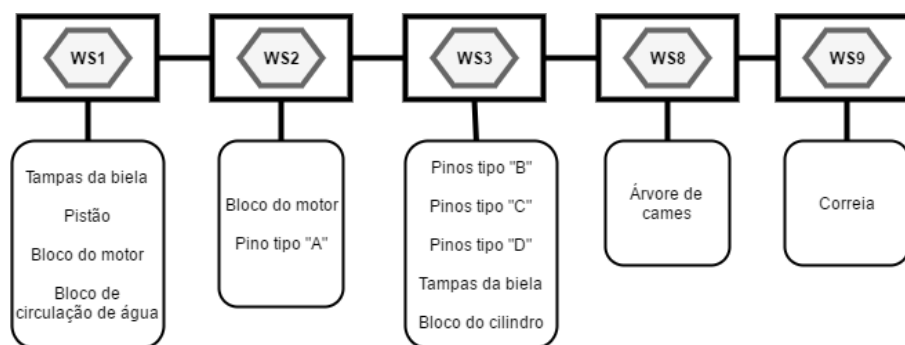 WS1
WS2
WS3
WS8
WS9
Tampas da biela
Pistão
Bloco do motor
Bloco de
circulação de água
Bloco do motor
Pino tipo "A"
Pinos tipo "B"
Pinos tipo "C"
Pinos tipo "D"
Tampas da biela
Bloco do cilindro
Árvore de
cames
Correia